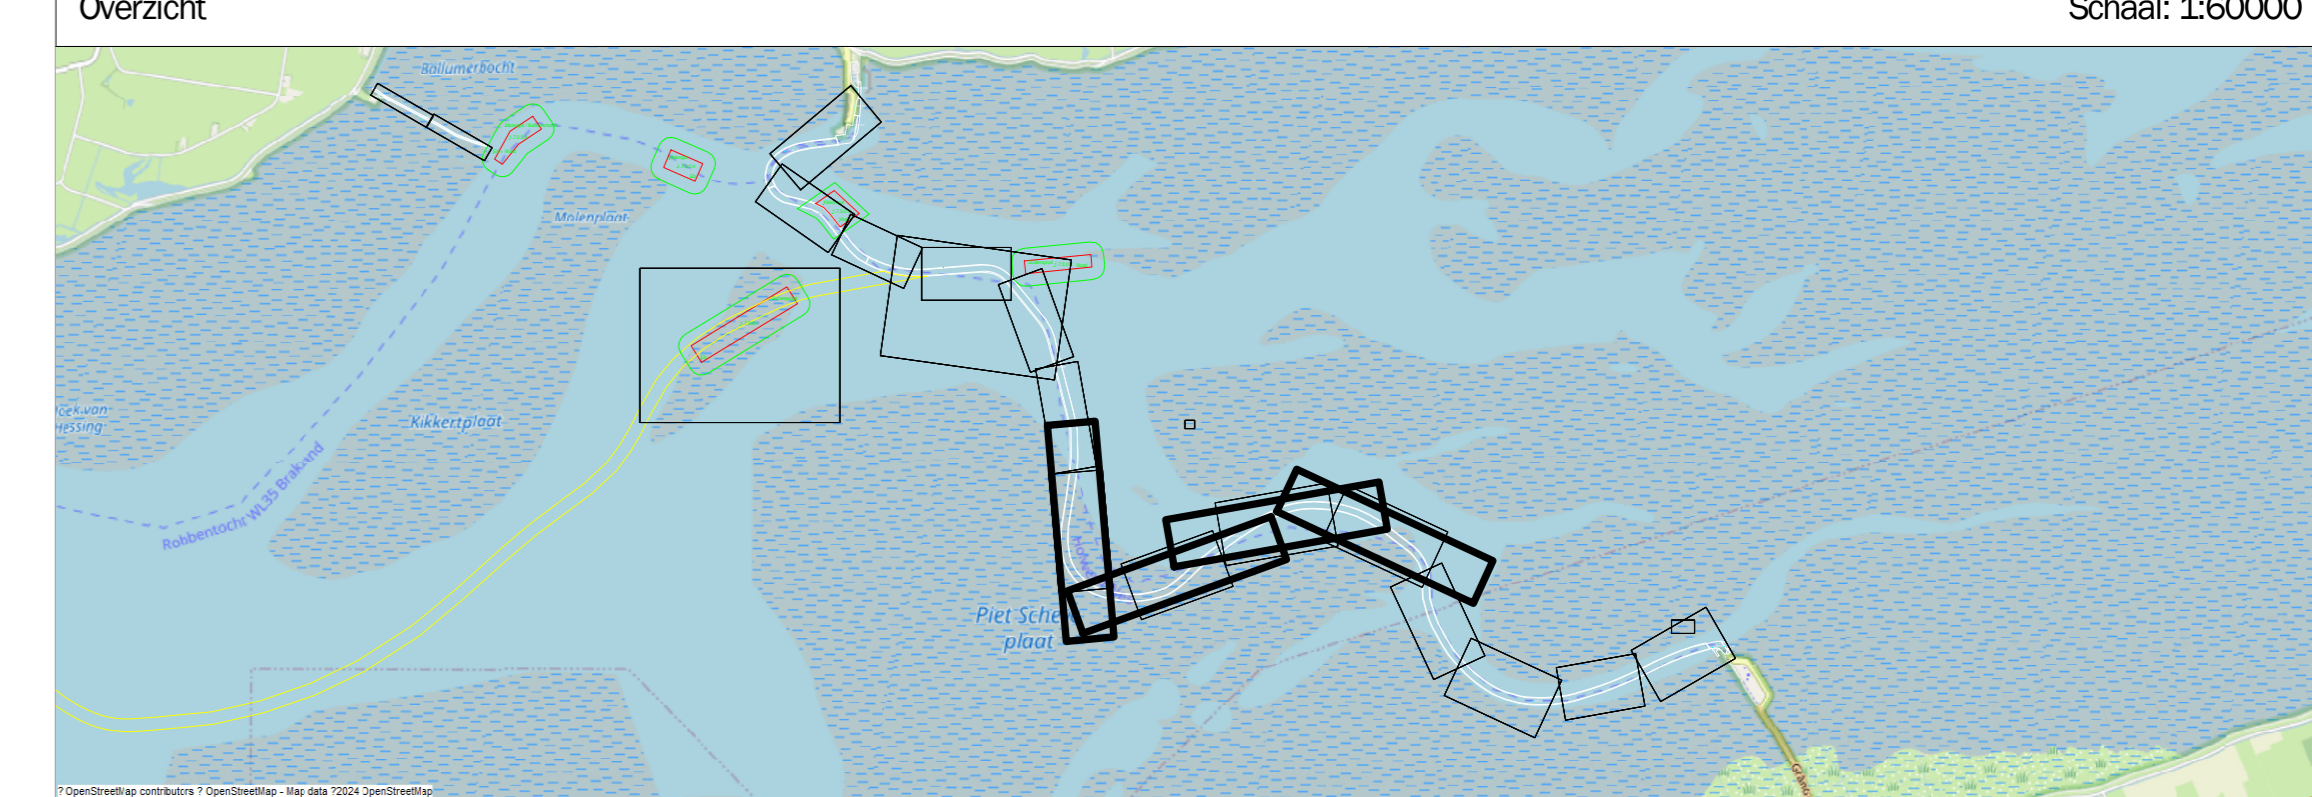 Overzicht
Schaal: 1:60000
Ballumerbocht
Molenplaat
Kikkertplaat
Robbentocht WL35 Brakzand
Piet Sche
plaat
? OpenStreetMap contributors ? OpenStreetMap - Map data ?2024 OpenStreetMap